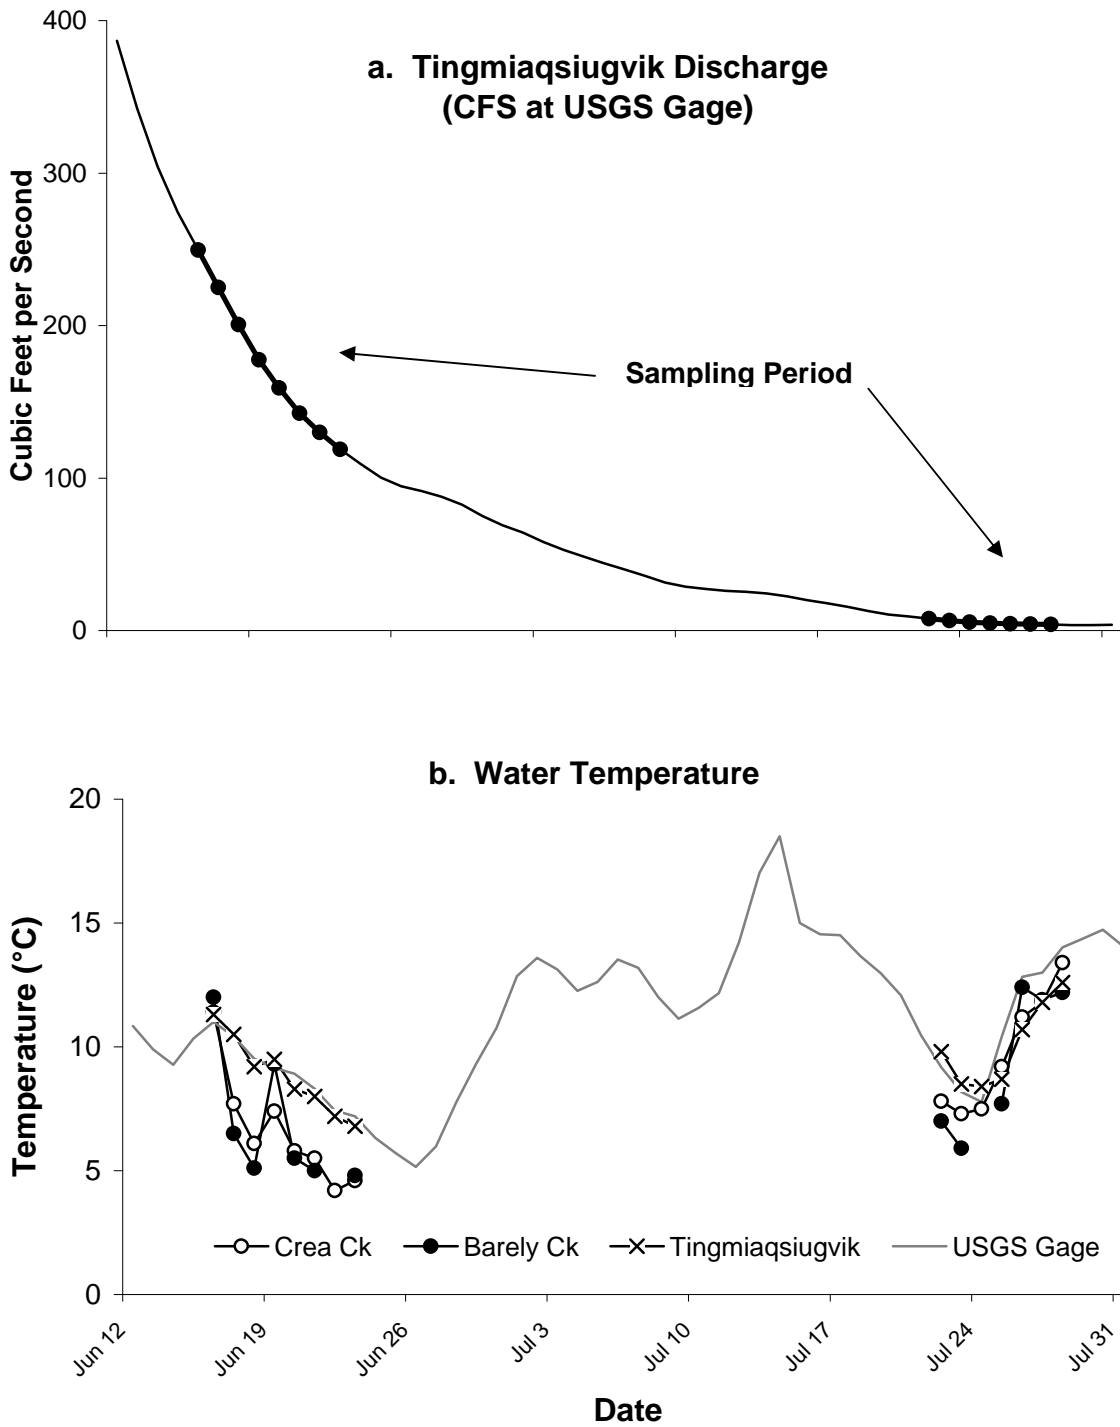 a. Tingmiaqsiugvik Discharge
(CFS at USGS Gage)
Cubic Feet per Second
400
300
200
100
0
Sampling Period
b. Water Temperature
Temperature (°C)
20
15
10
5
0
Crea Ck
Barely Ck
Tingmiaqsiugvik
USGS Gage
Jun 12
Jun 19
Jun 26
Jul 3
Jul 10
Jul 17
Jul 24
Jul 31
Date